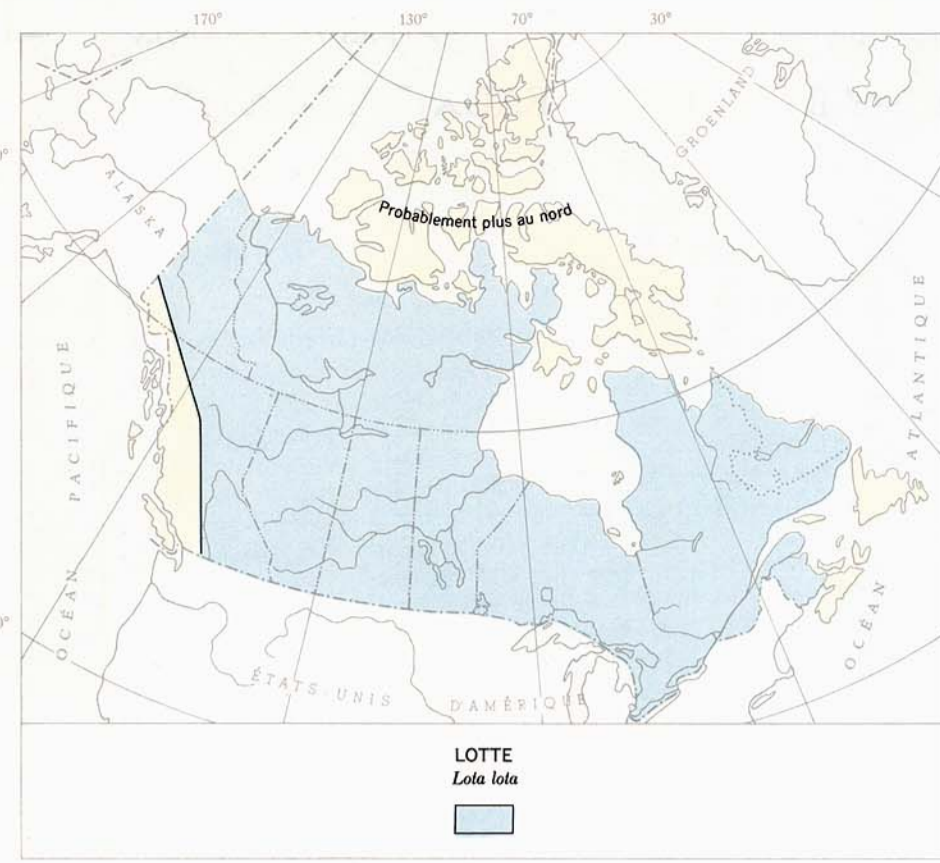 170° 130° 70° 30°
GROENLAND
ALASKA
Probablement plus au nord
OCÉAN PACIFIQUE
OCÉAN ATLANTIQUE
ÉTATS-UNIS D'AMÉRIQUE
LOTTE
Lota lota